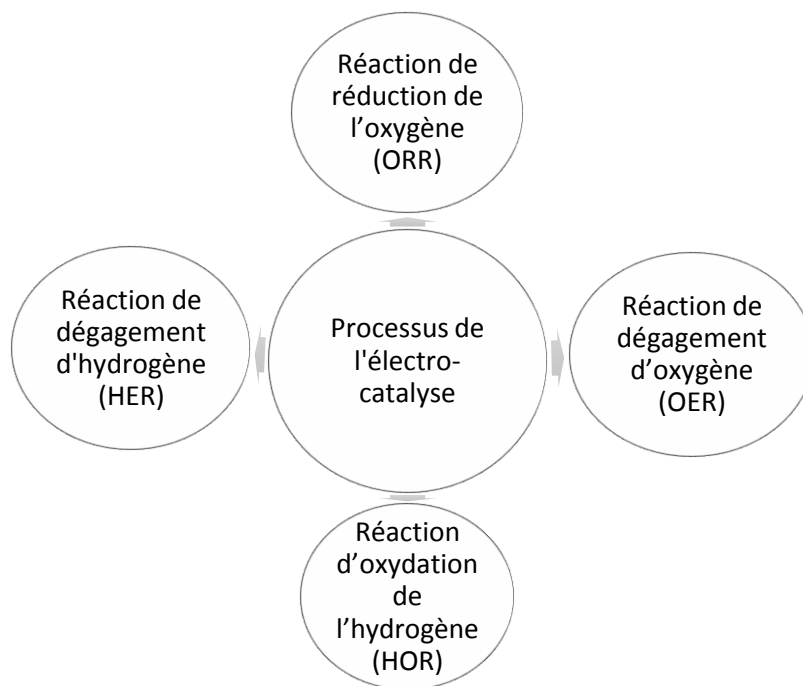 Réaction de
réduction de
l’oxygène
(ORR)
Réaction de
dégagement
d'hydrogène
(HER)
Processus de
l'électro-
catalyse
Réaction de
dégagement
d’oxygène
(OER)
Réaction
d’oxydation
de
l’hydrogène
(HOR)